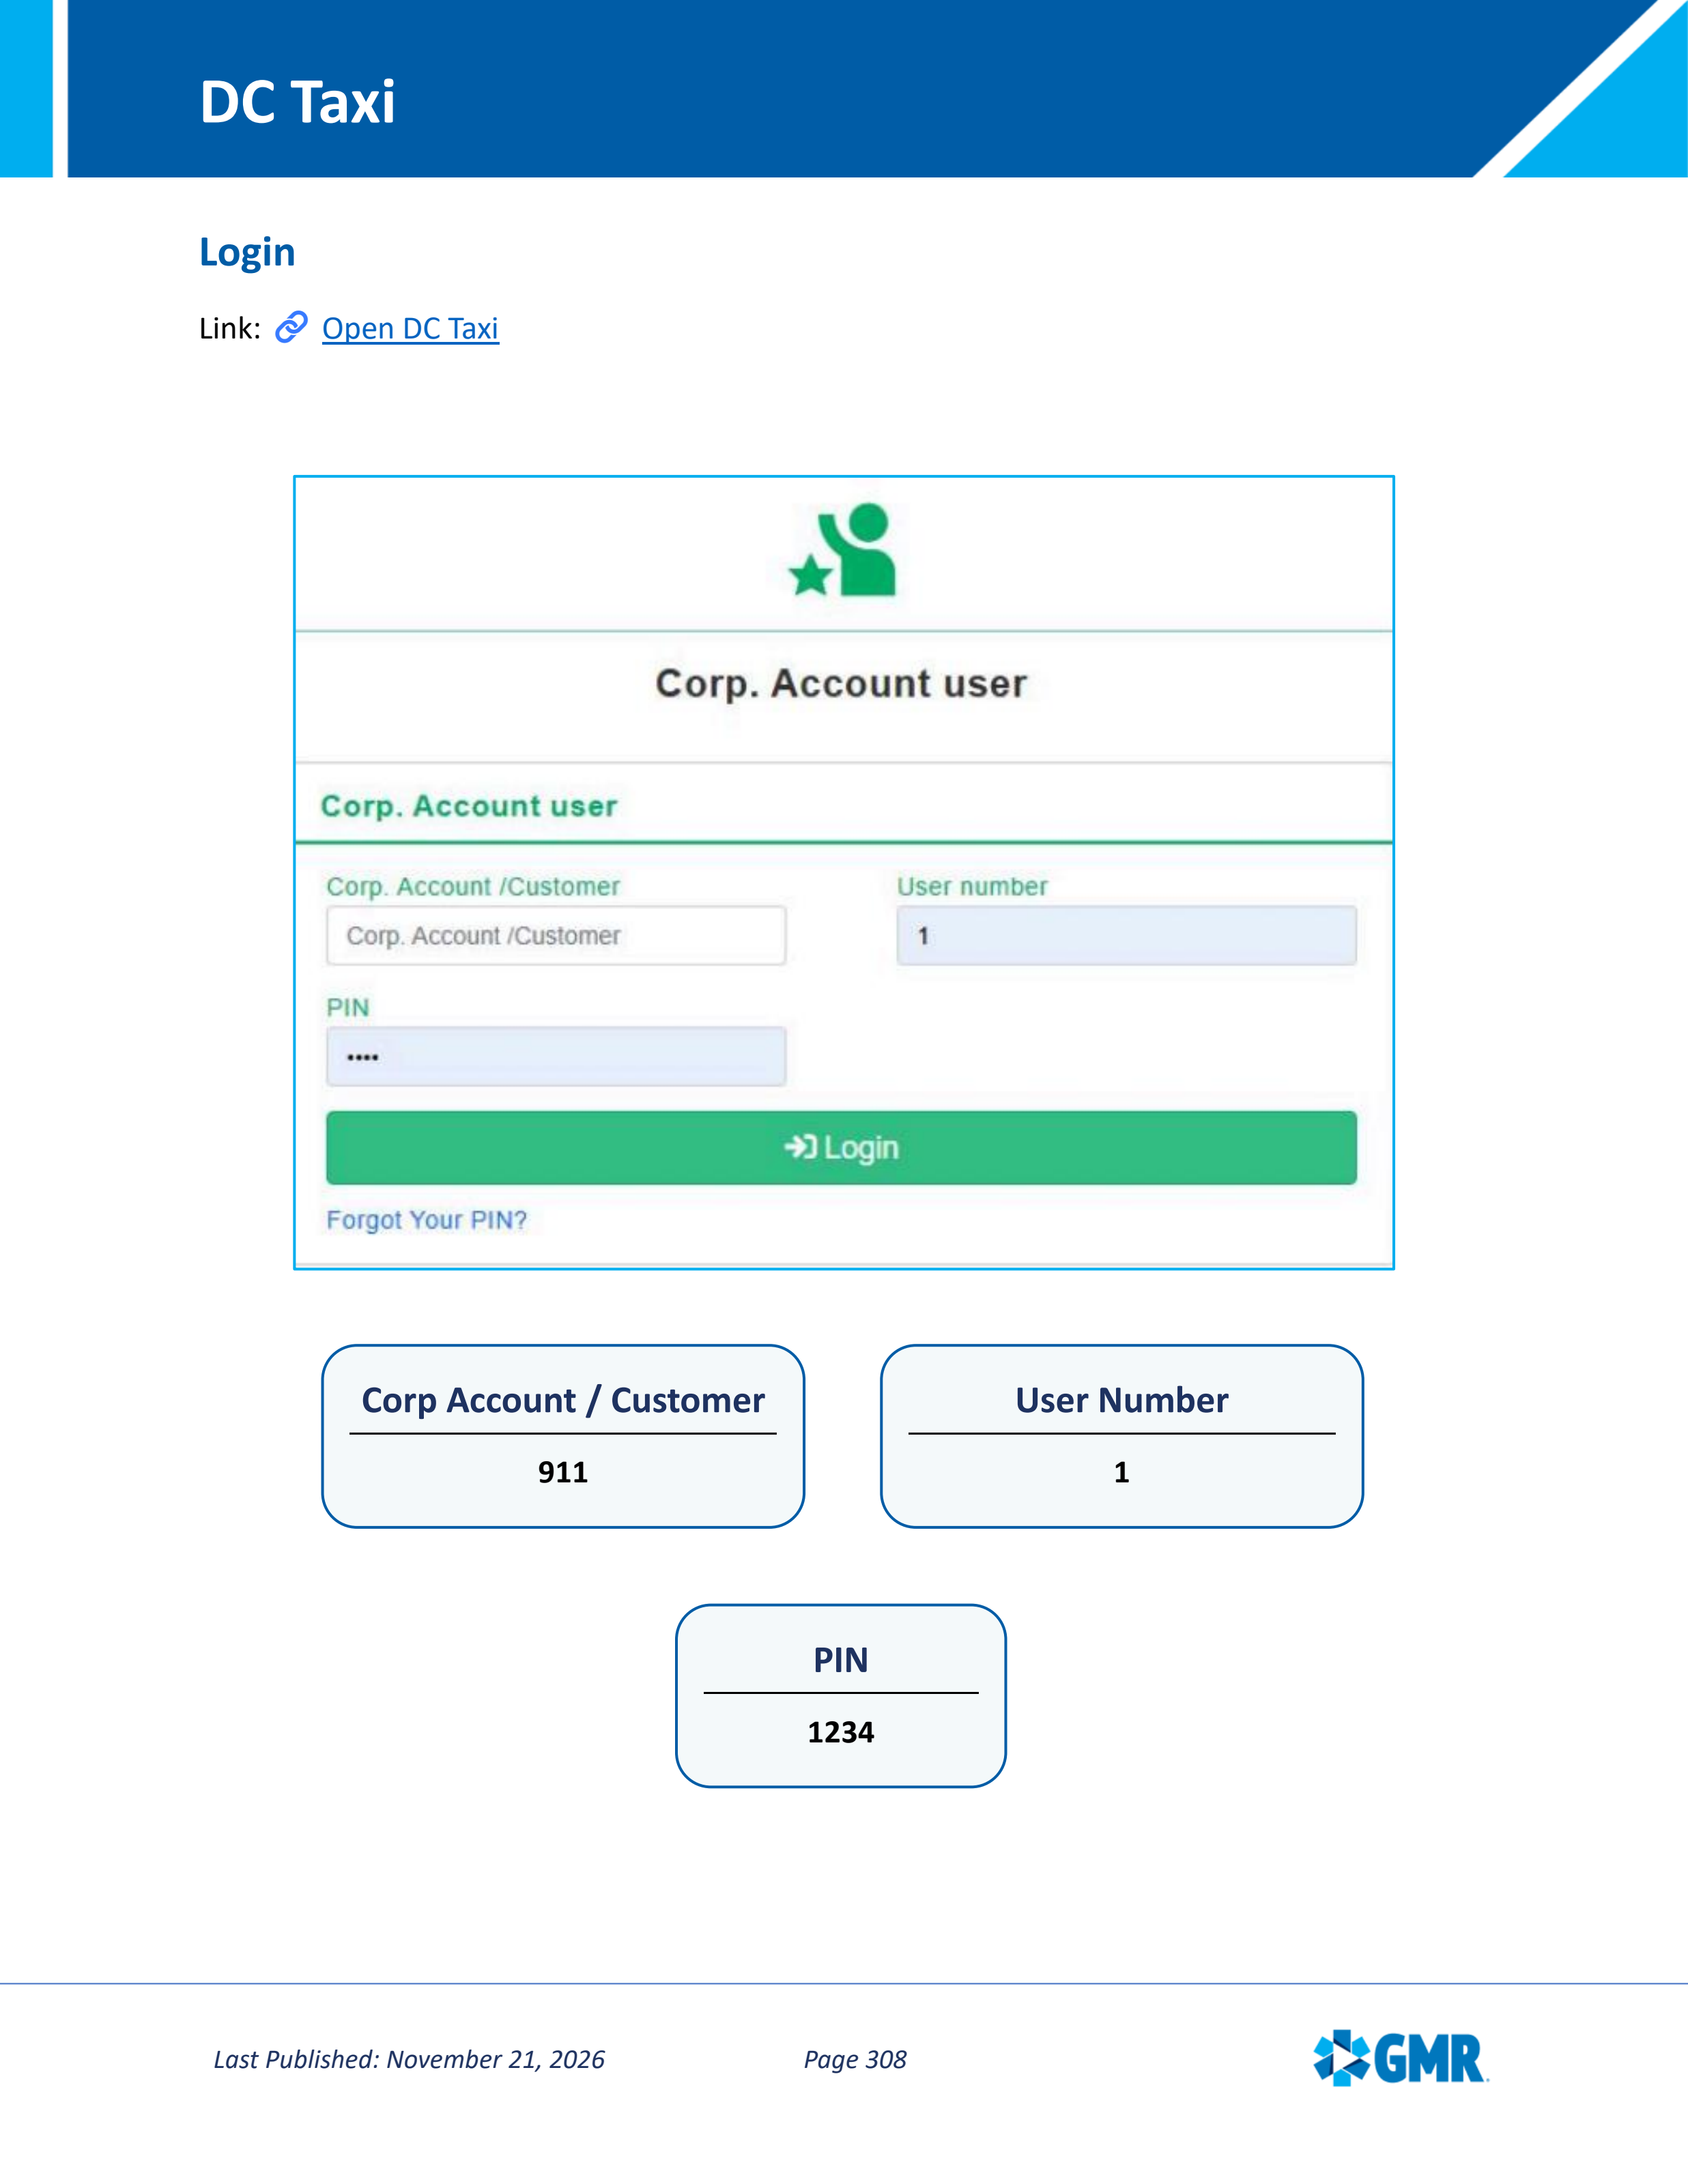 DC Taxi
Login
Link: Open DC Taxi
Corp. Account user
Corp. Account user
Corp. Account /Customer User number
Corp. Account /Customer 1
PIN
••••
Login
Forgot Your PIN?
Corp Account / Customer User Number
911 1
PIN
1234
Last Published: November 21, 2026 Page 308 GMR